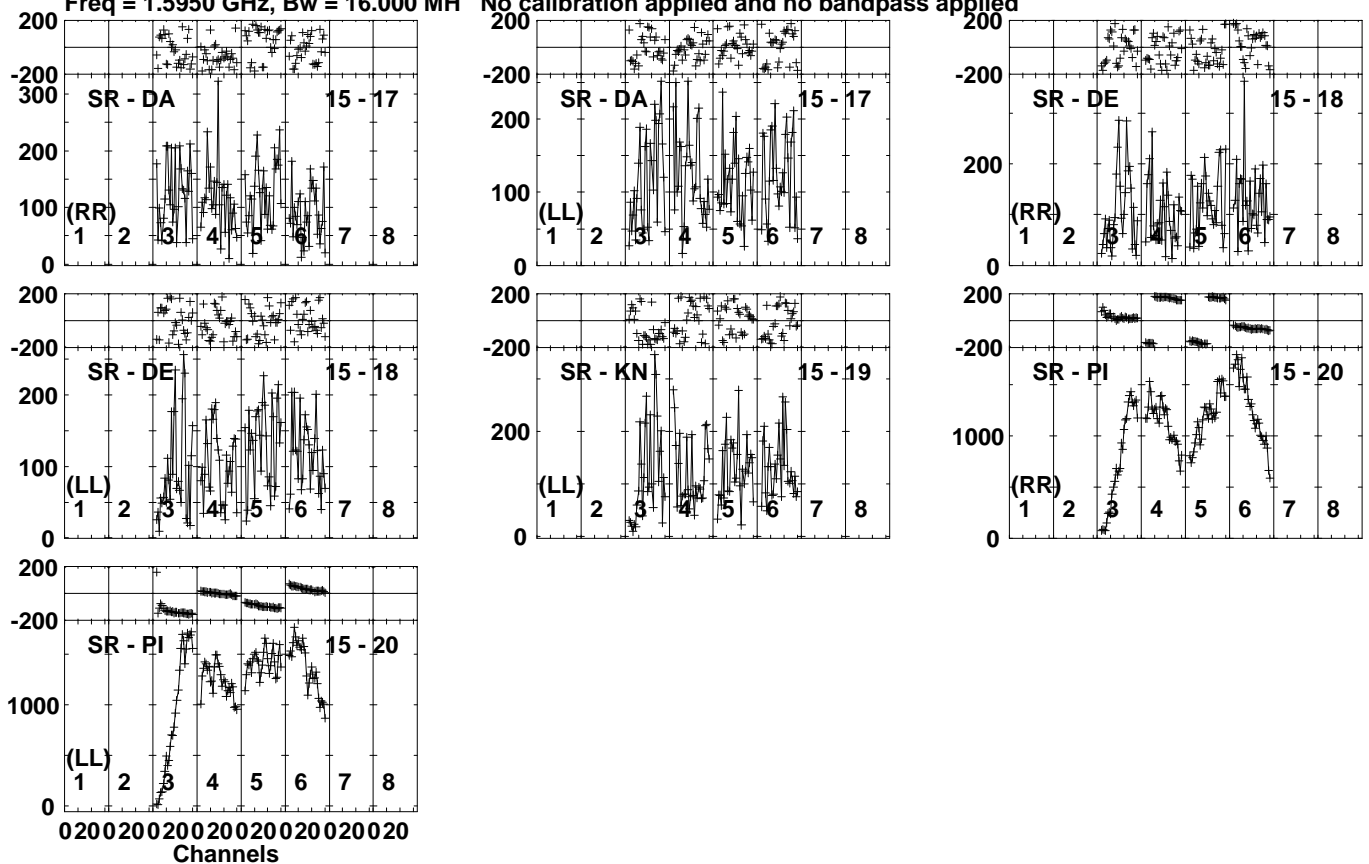 Freq = 1.5950 GHz, Bw = 16.000 MH No calibration applied and no bandpass applied
200
-200
300
200
100
0
SR - DA 15 - 17
(RR)
1 2 3 4 5 6 7 8
200
-200
200
100
0
SR - DA 15 - 17
(LL)
1 2 3 4 5 6 7 8
200
-200
200
0
SR - DE 15 - 18
(RR)
1 2 3 4 5 6 7 8
200
-200
200
100
0
SR - DE 15 - 18
(LL)
1 2 3 4 5 6 7 8
200
-200
200
0
SR - KN 15 - 19
(LL)
1 2 3 4 5 6 7 8
200
-200
1000
0
SR - PI 15 - 20
(RR)
1 2 3 4 5 6 7 8
200
-200
1000
0
SR - PI 15 - 20
(LL)
1 2 3 4 5 6 7 8
0 20 0 20 0 20 0 20 0 20 0 20 0 20 0 20
Channels